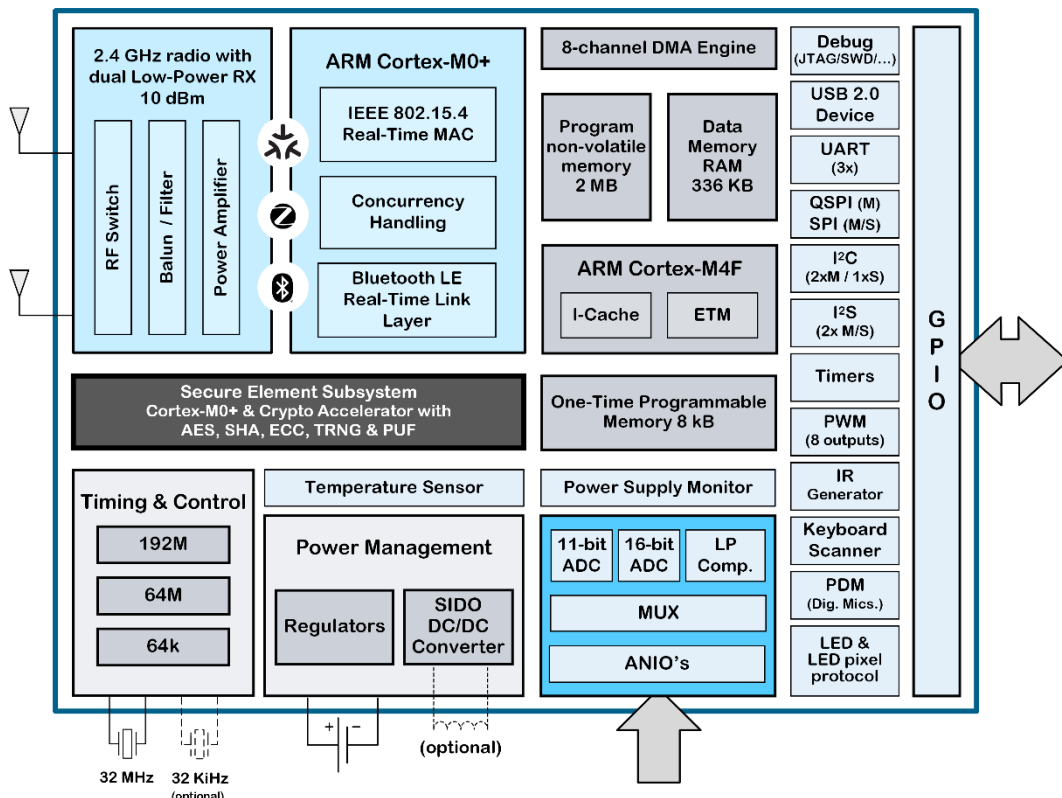 2.4 GHz radio with
dual Low-Power RX
10 dBm
RF Switch
Balun / Filter
Power Amplifier
ARM Cortex-M0+
IEEE 802.15.4
Real-Time MAC
Concurrency
Handling
Bluetooth LE
Real-Time Link
Layer
Secure Element Subsystem
Cortex-M0+ & Crypto Accelerator with
AES, SHA, ECC, TRNG & PUF
8-channel DMA Engine
Program
non-volatile
memory
2 MB
Data
Memory
RAM
336 KB
ARM Cortex-M4F
I-Cache
ETM
One-Time Programmable
Memory 8 kB
Timing & Control
192M
64M
64k
32 MHz
32 KiHz
(optional)
Temperature Sensor
Power Management
Regulators
SIDO
DC/DC
Converter
+ −
(optional)
Power Supply Monitor
11-bit
ADC
16-bit
ADC
LP
Comp.
MUX
ANIO's
Debug
(JTAG/SWD/...)
USB 2.0
Device
UART
(3x)
QSPI (M)
SPI (M/S)
I²C
(2xM / 1xS)
I²S
(2x M/S)
Timers
PWM
(8 outputs)
IR
Generator
Keyboard
Scanner
PDM
(Dig. Mics.)
LED &
LED pixel
protocol
GPIO